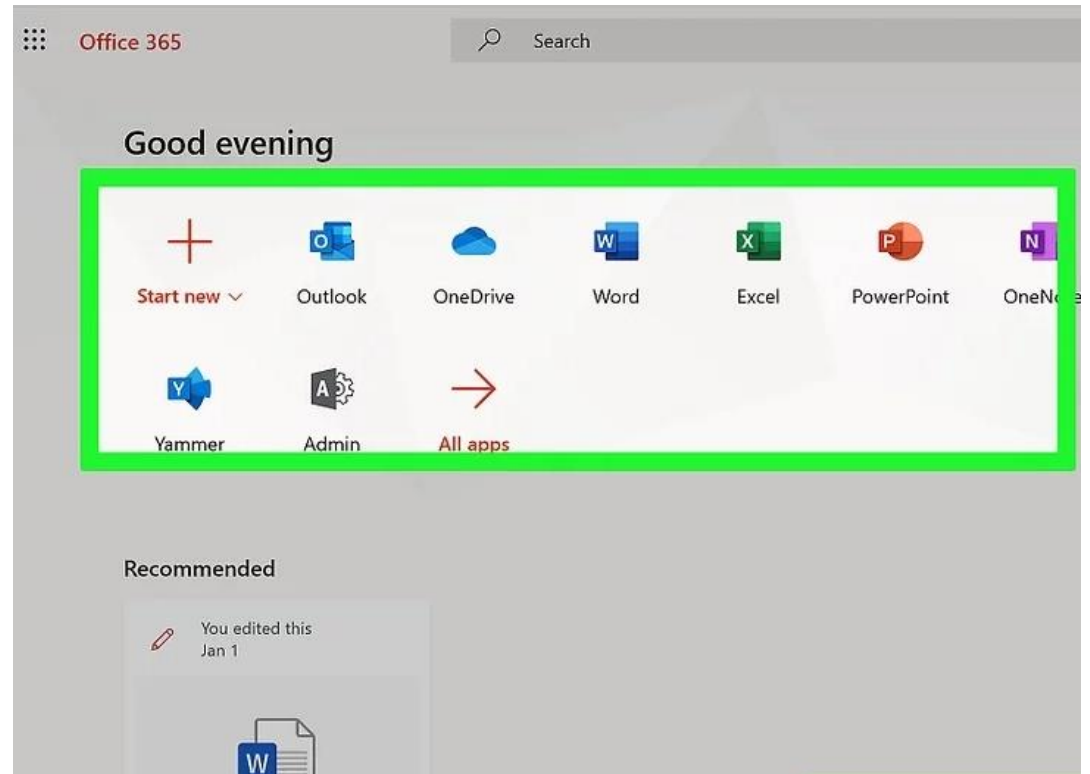 Office 365
Search
Good evening
Start new Outlook OneDrive Word Excel PowerPoint OneNote
Yammer Admin All apps
Recommended
You edited this
Jan 1